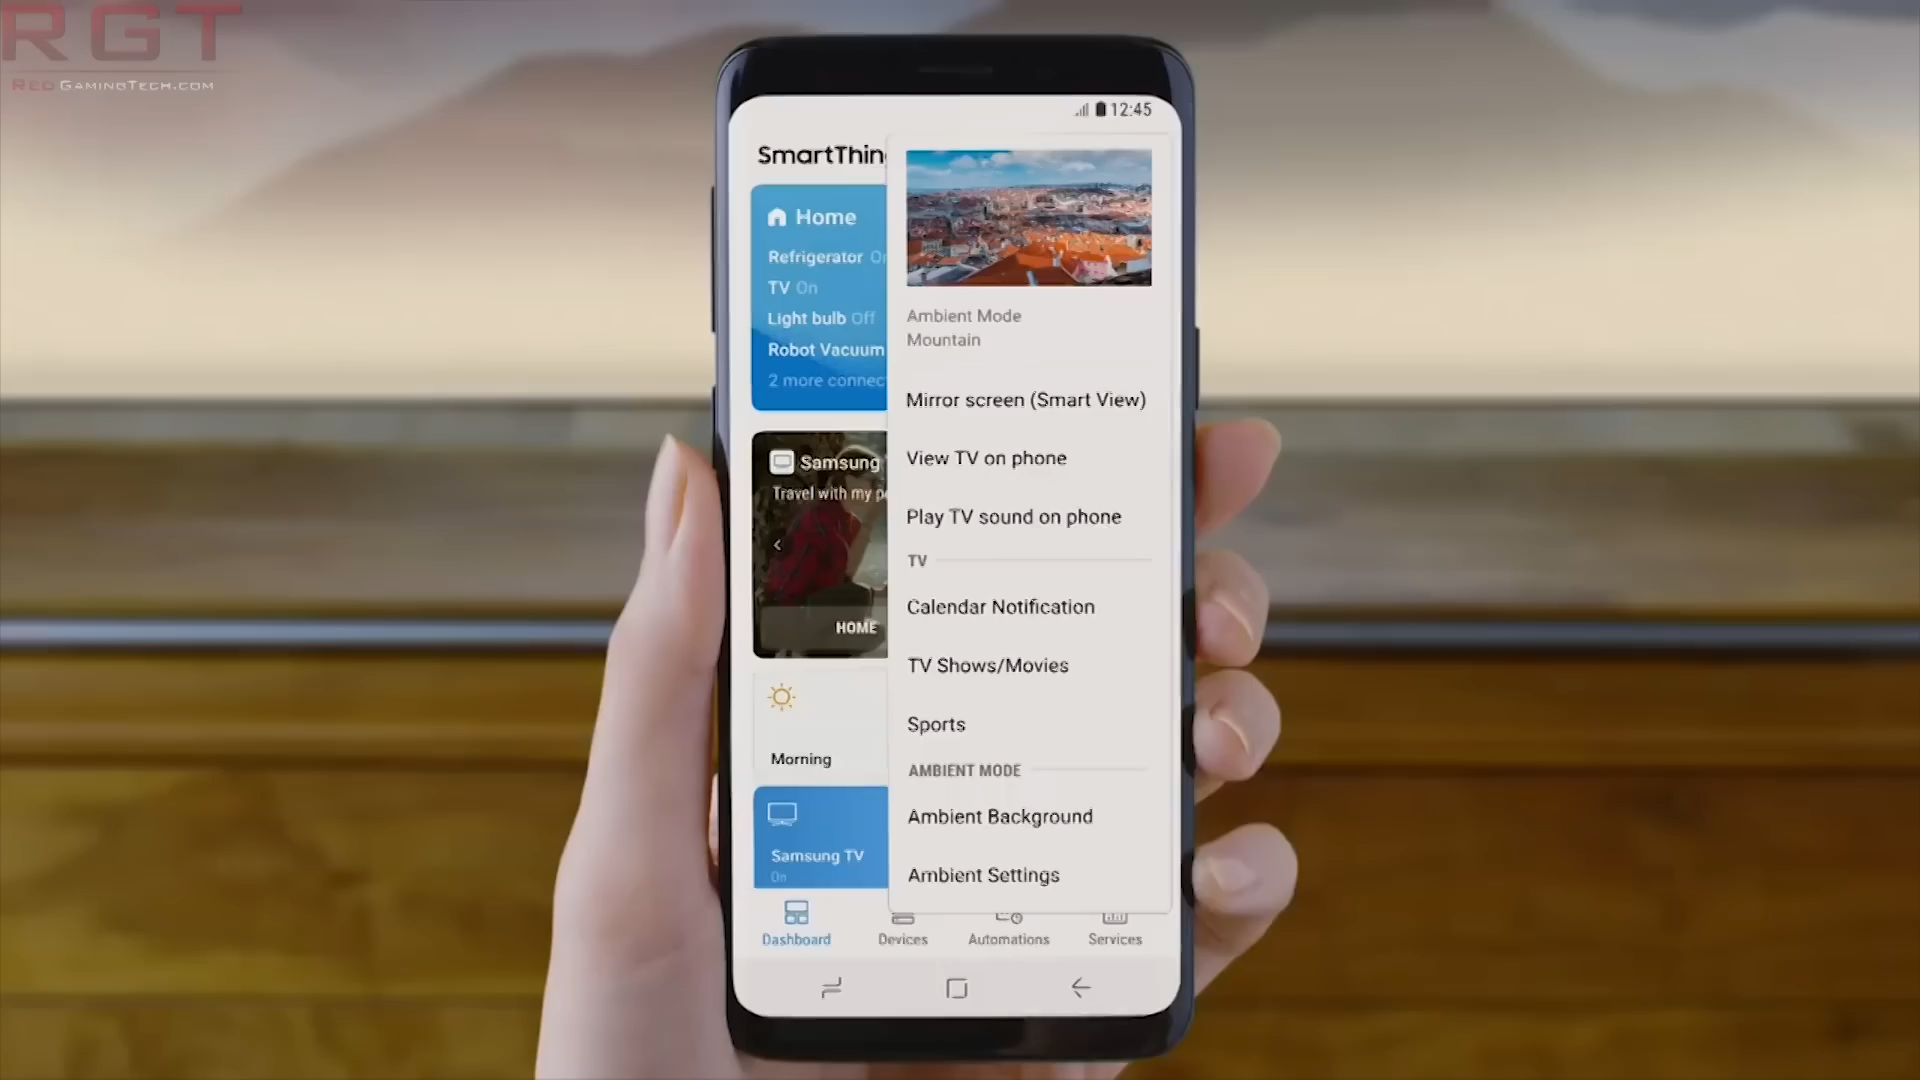 RGT
RedGamingTech.com
12:45
SmartThin
Home
Refrigerator
TV On
Light bulb Off
Robot Vacuum
2 more connec
Samsung
Travel with my
HOME
Morning
Samsung TV
On
Ambient Mode
Mountain
Mirror screen (Smart View)
View TV on phone
Play TV sound on phone
TV
Calendar Notification
TV Shows/Movies
Sports
AMBIENT MODE
Ambient Background
Ambient Settings
Dashboard
Devices
Automations
Services